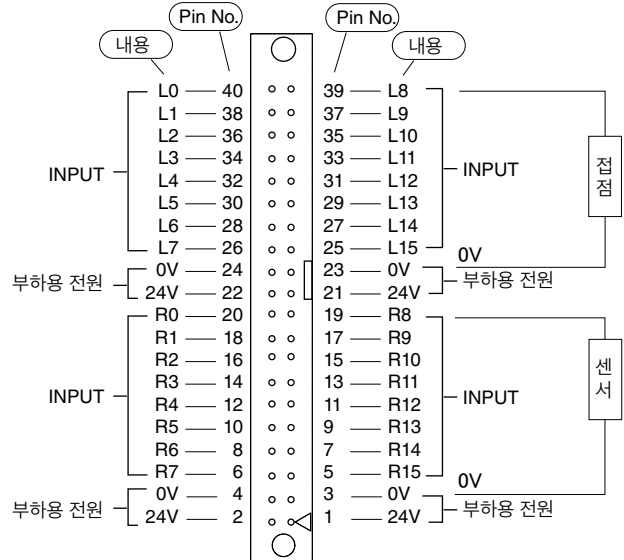 Pin No. Pin No.
내용 내용
L0 40 39 L8
L1 38 37 L9
L2 36 35 L10
L3 34 33 L11
INPUT L4 32 31 L12 INPUT 접점
L5 30 29 L13
L6 28 27 L14
L7 26 25 L15 0V
부하용 전원 0V 24 23 0V 부하용 전원
24V 22 21 24V
R0 20 19 R8
R1 18 17 R9
R2 16 15 R10
R3 14 13 R11
INPUT R4 12 11 R12 INPUT 센서
R5 10 9 R13
R6 8 7 R14
R7 6 5 R15 0V
부하용 전원 0V 4 3 0V 부하용 전원
24V 2 1 24V